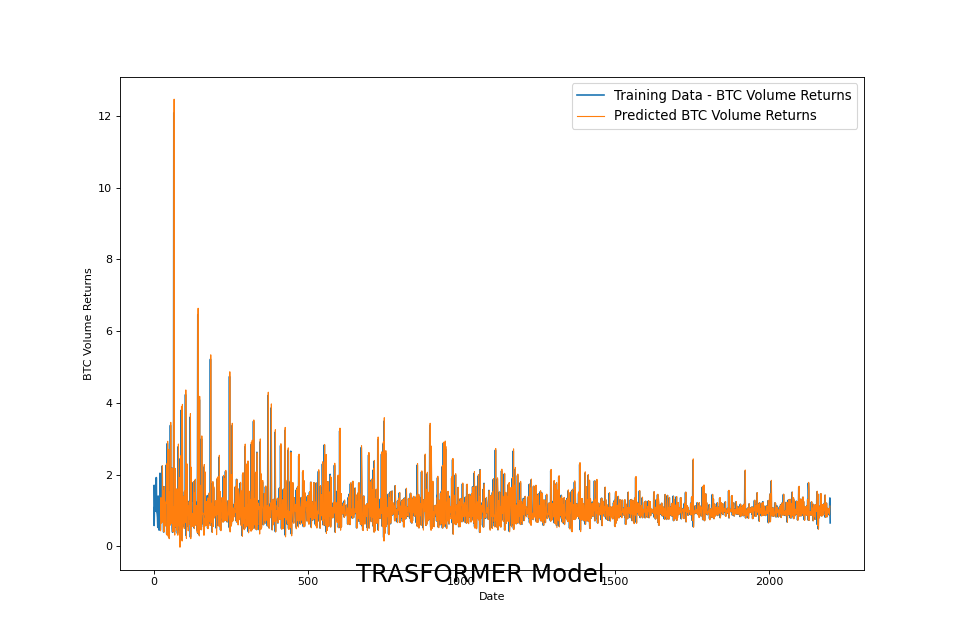 Training Data - BTC Volume Returns
Predicted BTC Volume Returns
BTC Volume Returns
12
10
8
6
4
2
0
0 500 1000 1500 2000
TRASFORMER Model
Date